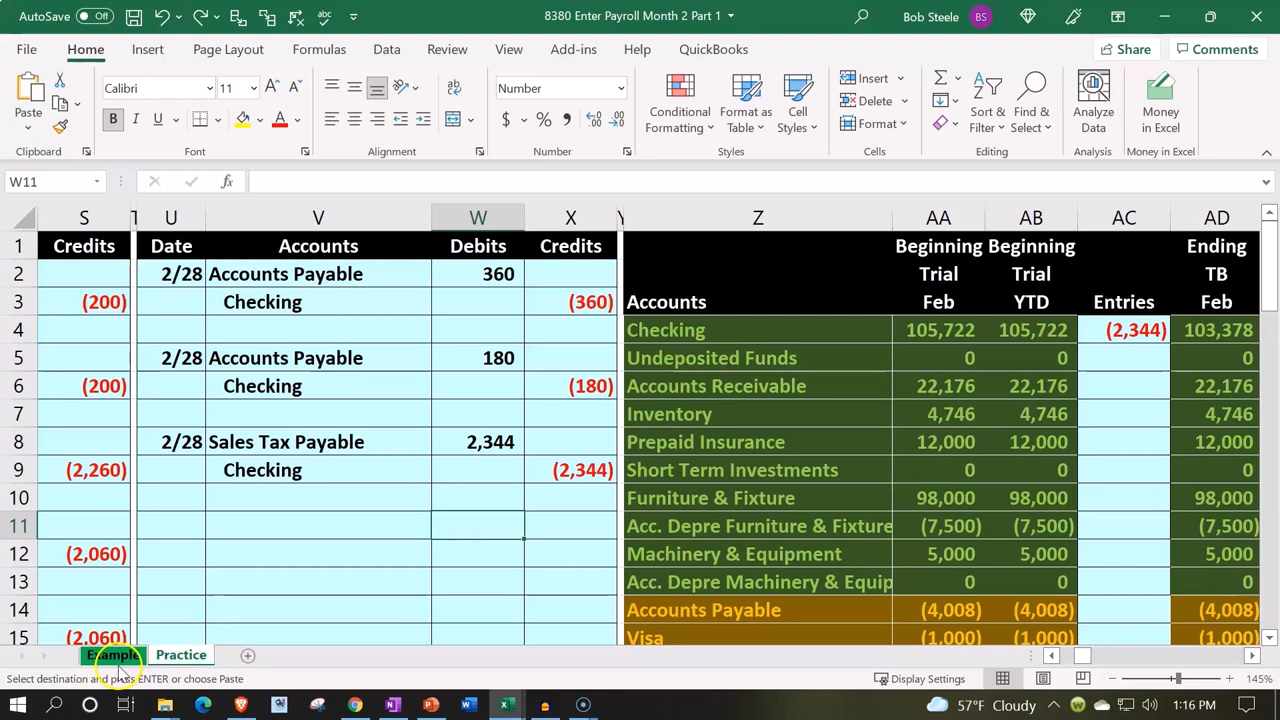 AutoSave Off 8380 Enter Payroll Month 2 Part 1 Bob Steele BS
File Home Insert Page Layout Formulas Data Review View Add-ins Help QuickBooks Share Comments
Paste Calibri 11 Number Conditional Formatting Format as Table Cell Styles Insert Delete Format Sort & Filter Find & Select Analyze Data Money in Excel
Clipboard Font Alignment Number Styles Cells Editing Analysis Money in Excel
W11 fx
S T U V W X Y Z AA AB AC AD
1 Credits Date Accounts Debits Credits Beginning Beginning Ending
2 2/28 Accounts Payable 360 Trial Trial TB
3 (200) Checking (360) Accounts Feb YTD Entries Feb
4 Checking 105,722 105,722 (2,344) 103,378
5 2/28 Accounts Payable 180 Undeposited Funds 0 0 0
6 (200) Checking (180) Accounts Receivable 22,176 22,176 22,176
7 Inventory 4,746 4,746 4,746
8 2/28 Sales Tax Payable 2,344 Prepaid Insurance 12,000 12,000 12,000
9 (2,260) Checking (2,344) Short Term Investments 0 0 0
10 Furniture & Fixture 98,000 98,000 98,000
11 Acc. Depre Furniture & Fixture (7,500) (7,500) (7,500)
12 (2,060) Machinery & Equipment 5,000 5,000 5,000
13 Acc. Depre Machinery & Equip 0 0 0
14 Accounts Payable (4,008) (4,008) (4,008)
15 (2,060) Visa (1,000) (1,000) (1,000)
Example Practice
Select destination and press ENTER or choose Paste Display Settings 145%
57°F Cloudy 1:16 PM